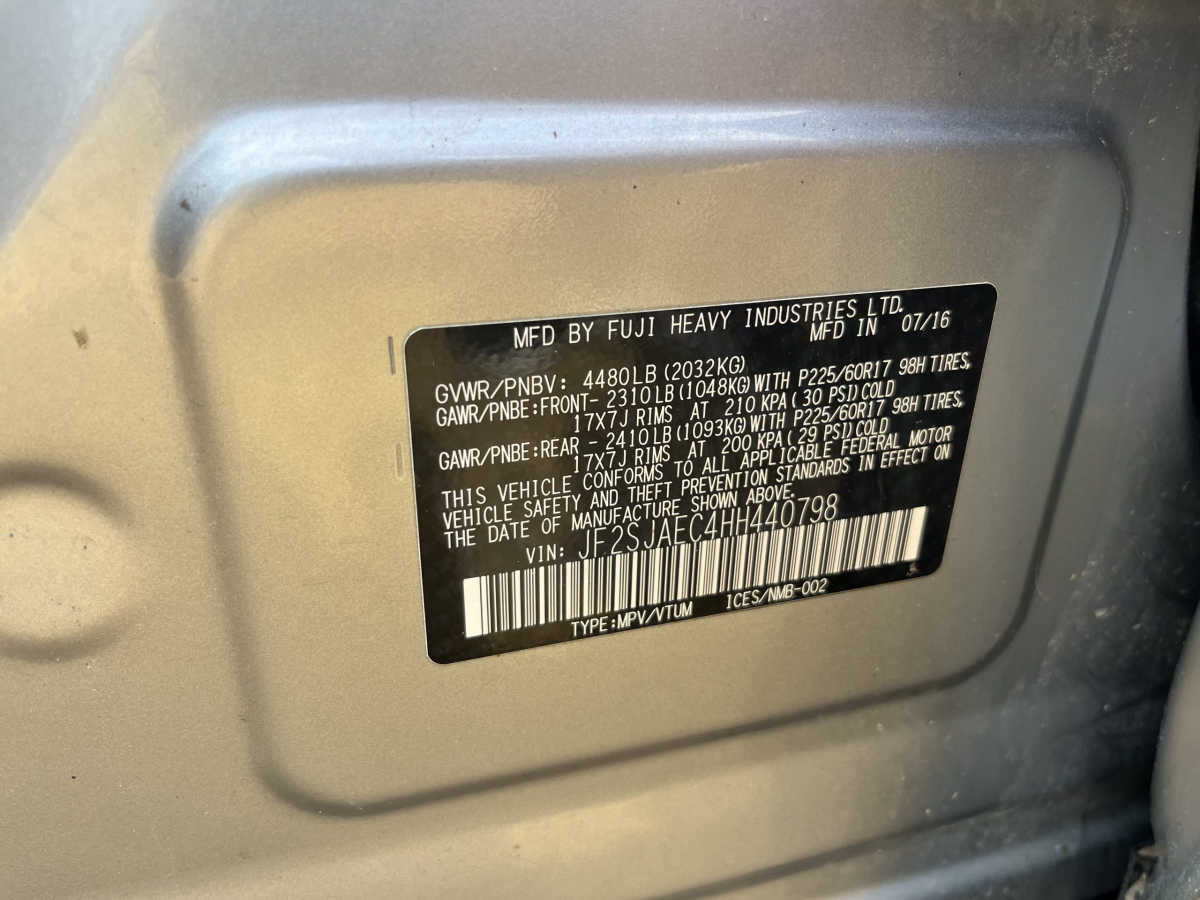 MFD BY FUJI HEAVY INDUSTRIES LTD.
MFD IN 07/16
GVWR/PNBV: 4480LB (2032KG)
GAWR/PNBE:FRONT- 2310LB (1048KG) WITH P225/60R17 98H TIRES,
17X7J RIMS AT 210 KPA ( 30 PSI) COLD
GAWR/PNBE:REAR - 2410LB (1093KG) WITH P225/60R17 98H TIRES,
17X7J RIMS AT 200 KPA ( 29 PSI) COLD
THIS VEHICLE CONFORMS TO ALL APPLICABLE FEDERAL MOTOR
VEHICLE SAFETY AND THEFT PREVENTION STANDARDS IN EFFECT ON
THE DATE OF MANUFACTURE SHOWN ABOVE.
VIN: JF2SJAEC4HH440798
TYPE:MPV/VTUM ICES/NMB-002